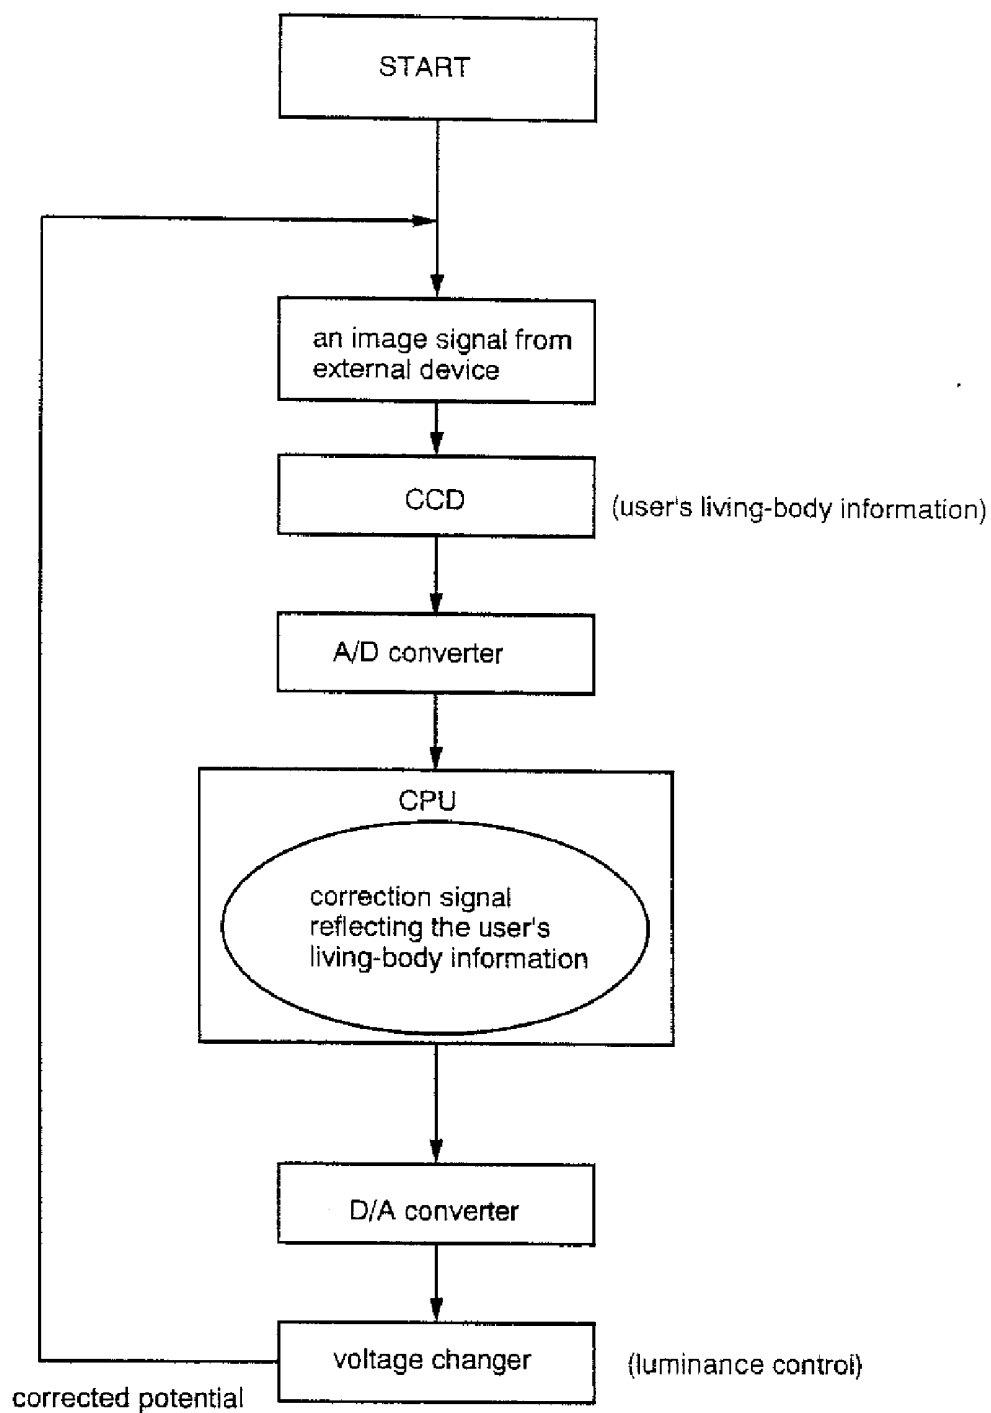 START
an image signal from
external device
CCD
(user's living-body information)
A/D converter
CPU
correction signal
reflecting the user's
living-body information
D/A converter
voltage changer
(luminance control)
corrected potential